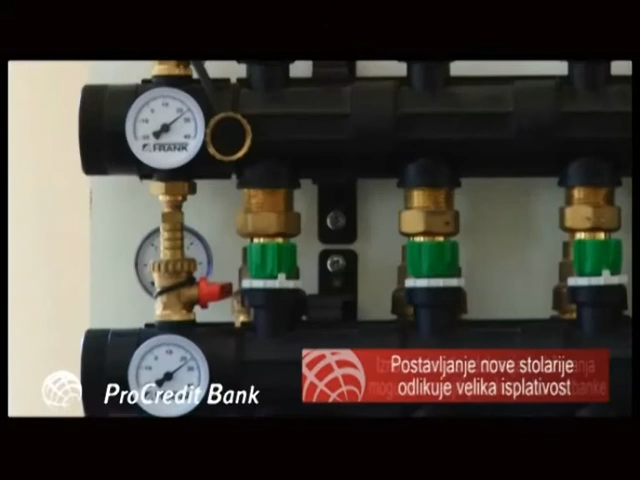 FRANK
ProCredit Bank
Postavljanje nove stolarije
odlikuje velika isplativost